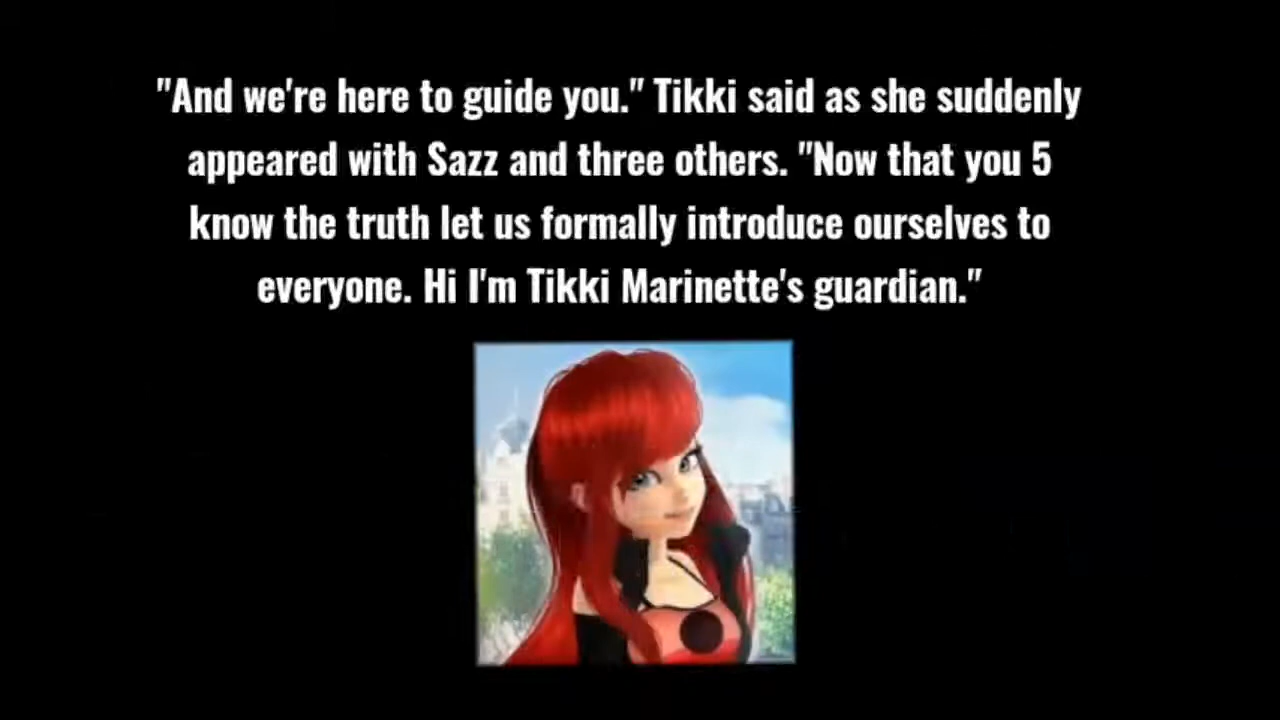 "And we're here to guide you." Tikki said as she suddenly
appeared with Sazz and three others. "Now that you 5
know the truth let us formally introduce ourselves to
everyone. Hi I'm Tikki Marinette's guardian."